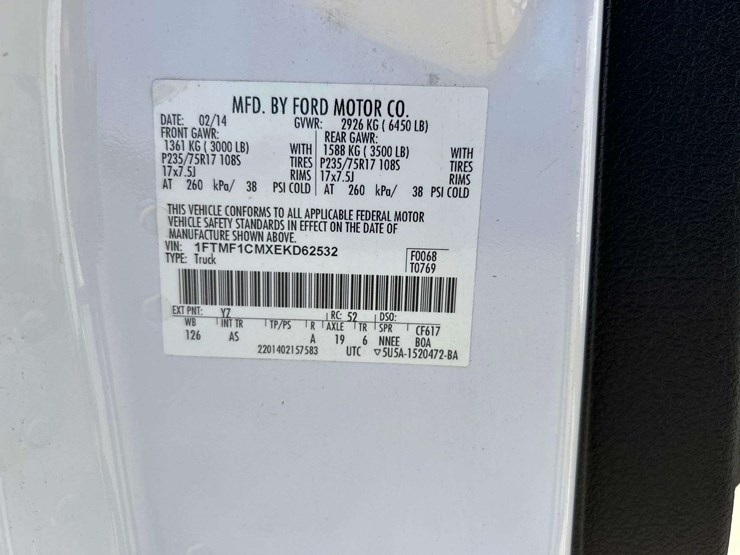 MFD. BY FORD MOTOR CO.
DATE: 02/14 GVWR: 2926 KG ( 6450 LB)
FRONT GAWR: REAR GAWR:
1361 KG ( 3000 LB) WITH 1588 KG ( 3500 LB) WITH
P235/75R17 108S TIRES P235/75R17 108S TIRES
17x7.5J RIMS 17x7.5J RIMS
AT 260 kPa/ 38 PSI COLD AT 260 kPa/ 38 PSI COLD
THIS VEHICLE CONFORMS TO ALL APPLICABLE FEDERAL MOTOR
VEHICLE SAFETY STANDARDS IN EFFECT ON THE DATE OF
MANUFACTURE SHOWN ABOVE.
VIN: 1FTMF1CMXEKD62532 F0068
TYPE: Truck T0769
EXT PNT: YZ RC: 52 DSO:
WB INT TR TP/PS R AXLE TR SPR CF617
126 AS A 19 6 NNEE BOA
2201402157583 UTC ▽5U5A-1520472-BA